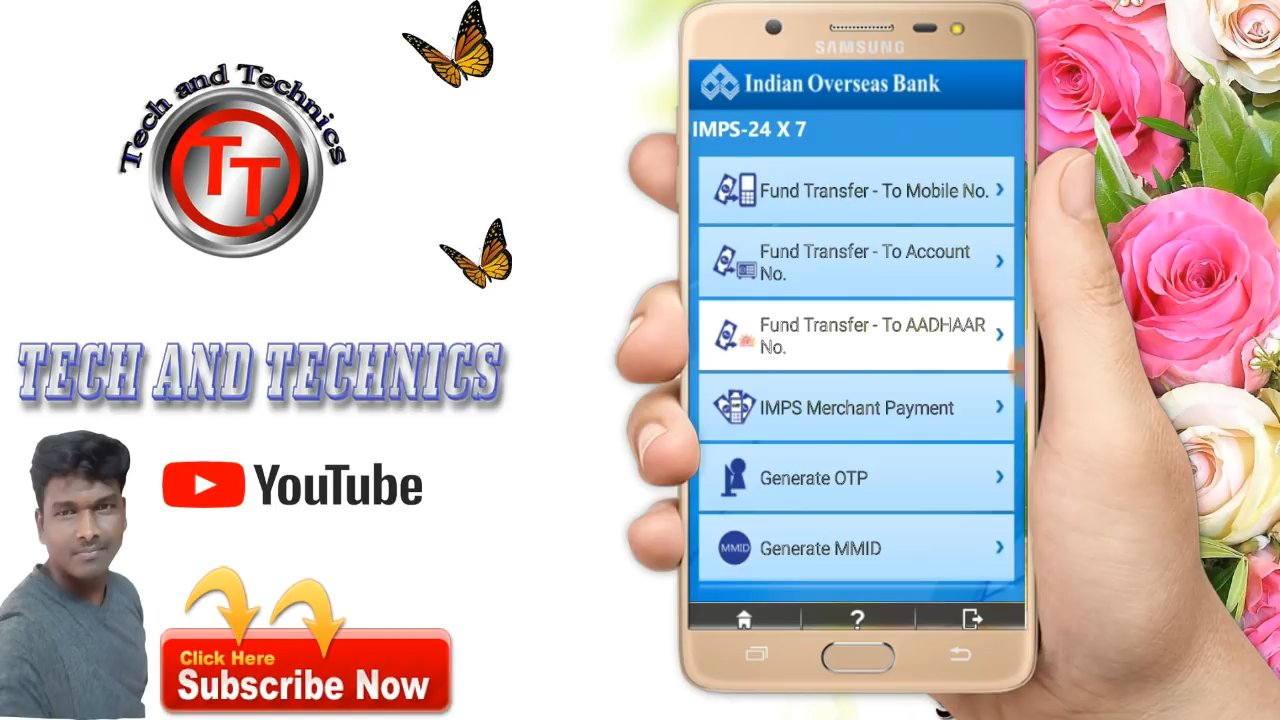 Tech and Technics
TT
TECH AND TECHNICS
YouTube
Click Here
Subscribe Now
SAMSUNG
Indian Overseas Bank
IMPS-24 X 7
Fund Transfer - To Mobile No.
Fund Transfer - To Account
No.
Fund Transfer - To AADHAAR
No.
IMPS Merchant Payment
Generate OTP
MMID
Generate MMID
?